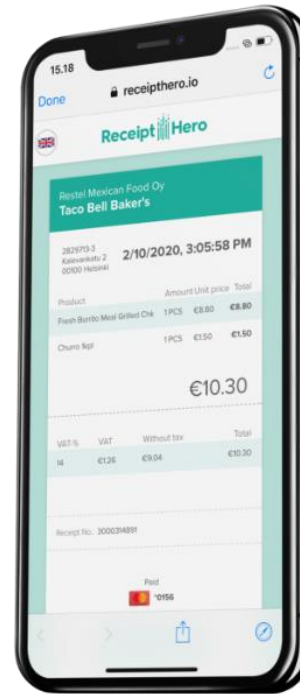 15.18
Done receipthero.io
Receipt Hero
Restel Mexican Food Oy
Taco Bell Baker's
2829713-3
Kalevankatu 2
00100 Helsinki
2/10/2020, 3:05:58 PM
Product Amount Unit price Total
Fresh Burrito Meal Grilled Chk 1 PCS €8.80 €8.80
Churro 1kpl 1 PCS €1.50 €1.50
€10.30
VAT-% VAT Without tax Total
14 €1.26 €9.04 €10.30
Receipt No.: 3000314891
Paid
*0156